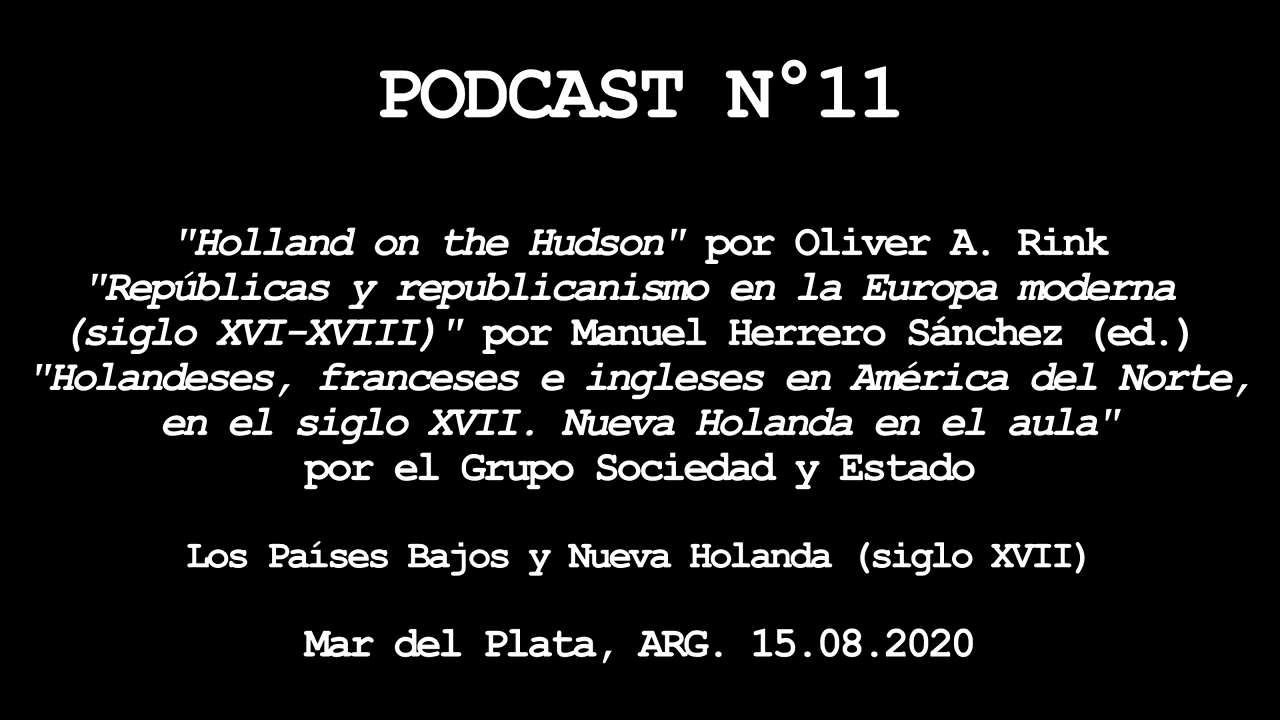 PODCAST N°11
"Holland on the Hudson" por Oliver A. Rink
"Repúblicas y republicanismo en la Europa moderna
(siglo XVI-XVIII)" por Manuel Herrero Sánchez (ed.)
"Holandeses, franceses e ingleses en América del Norte,
en el siglo XVII. Nueva Holanda en el aula"
por el Grupo Sociedad y Estado
Los Países Bajos y Nueva Holanda (siglo XVII)
Mar del Plata, ARG. 15.08.2020